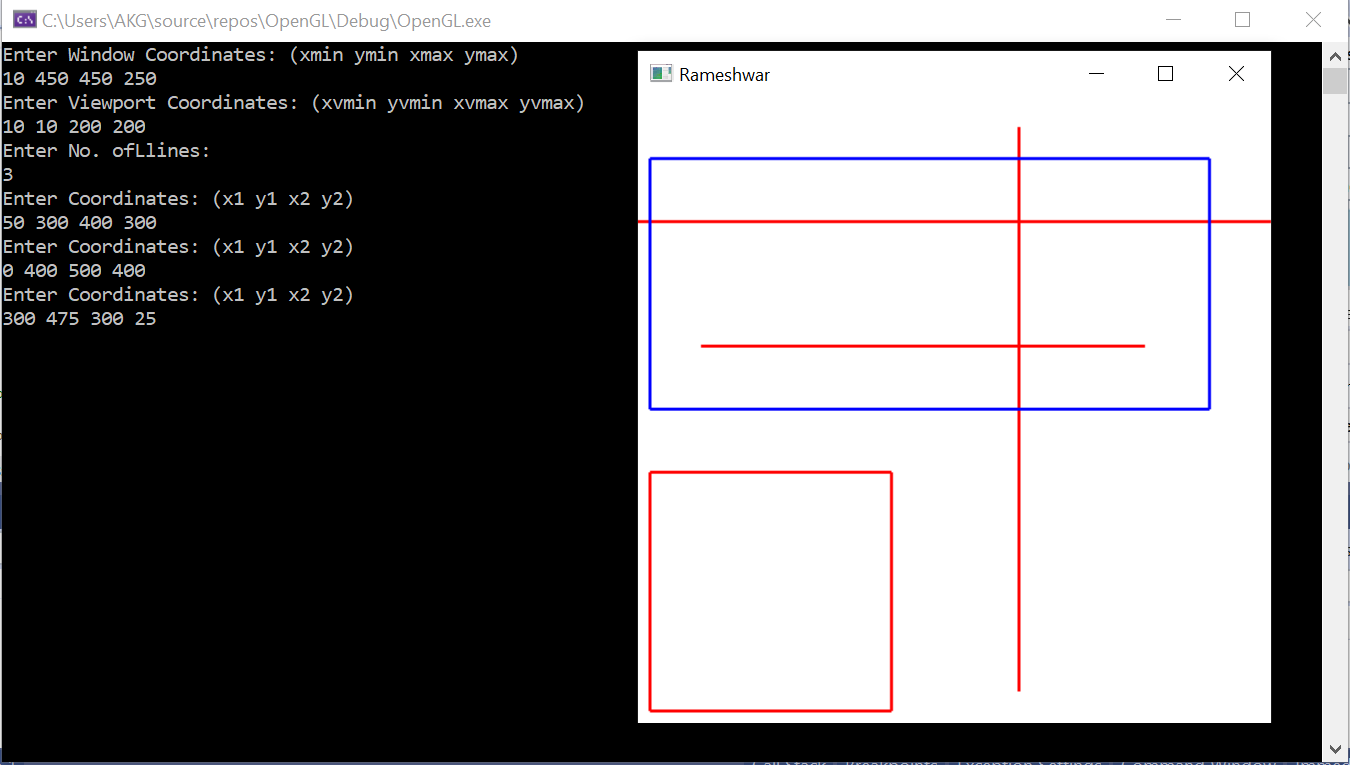 C:\Users\AKG\source\repos\OpenGL\Debug\OpenGL.exe
Enter Window Coordinates: (xmin ymin xmax ymax)
10 450 450 250
Enter Viewport Coordinates: (xvmin yvmin xvmax yvmax)
10 10 200 200
Enter No. ofLlines:
3
Enter Coordinates: (x1 y1 x2 y2)
50 300 400 300
Enter Coordinates: (x1 y1 x2 y2)
0 400 500 400
Enter Coordinates: (x1 y1 x2 y2)
300 475 300 25
Rameshwar